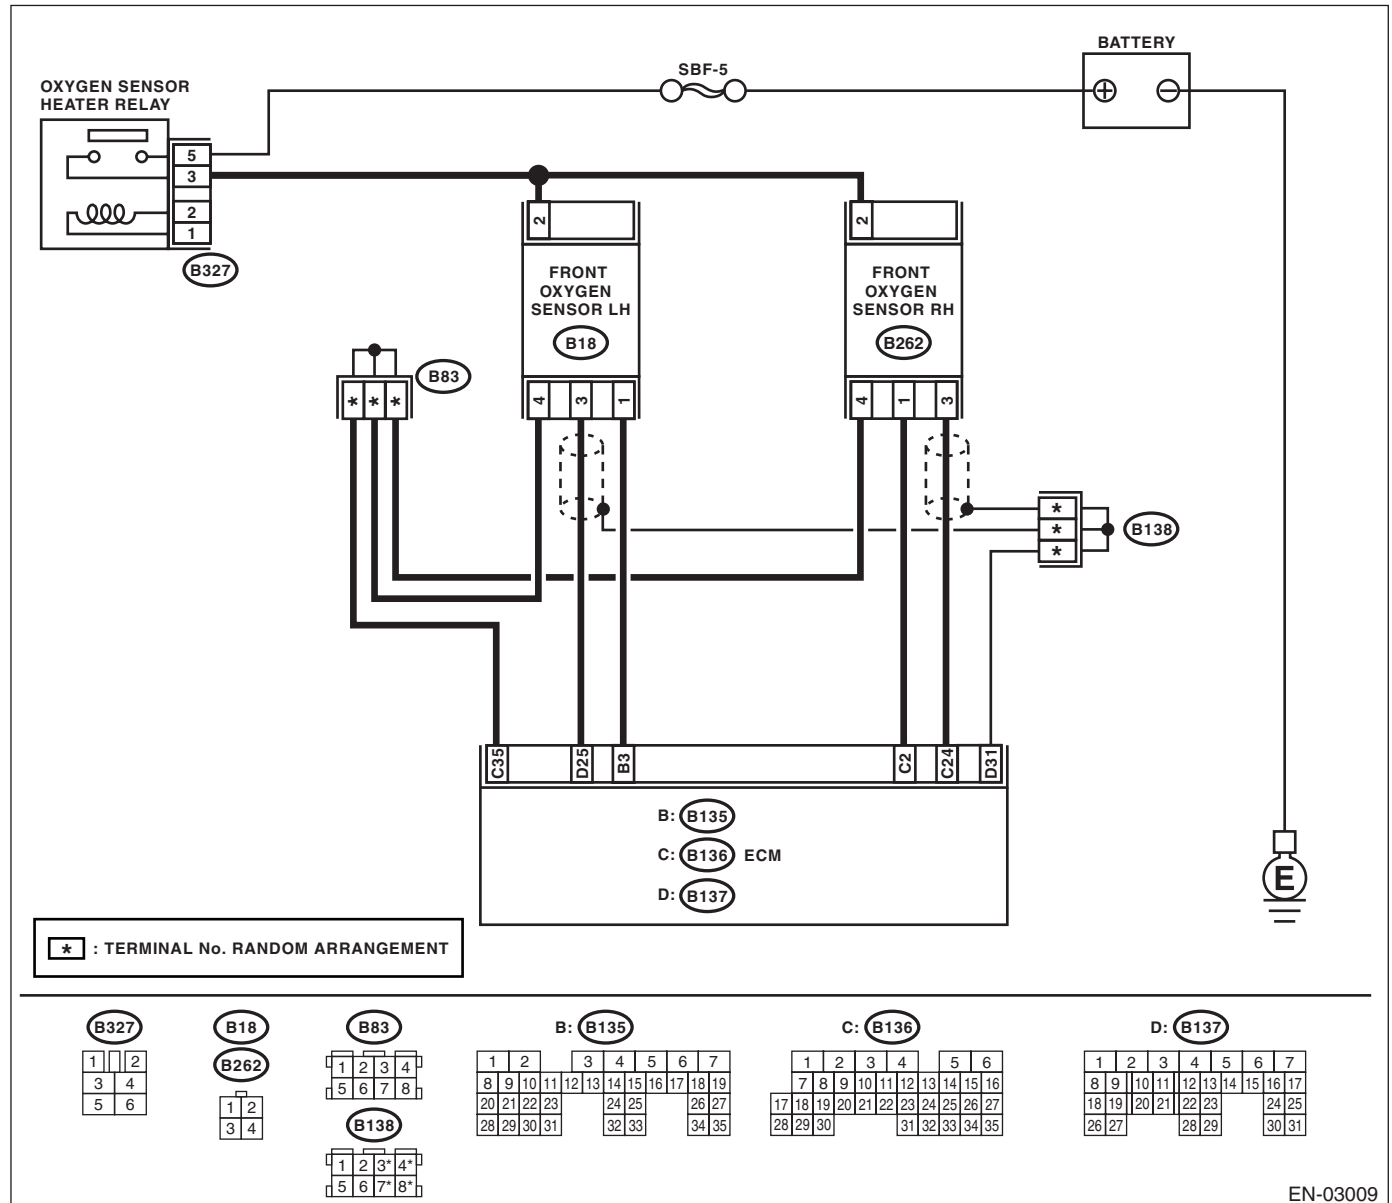 BATTERY
SBF-5
OXYGEN SENSOR
HEATER RELAY
+ −
5
3
2
1
B327
2
2
FRONT
OXYGEN
SENSOR LH
B18
FRONT
OXYGEN
SENSOR RH
B262
B83
* * *
4 3 1
4 1 3
*
*
*
B138
C35 D25 B3 C2 C24 D31
B: B135
C: B136 ECM
D: B137
E
* : TERMINAL No. RANDOM ARRANGEMENT
B327
1 2
3 4
5 6
B18
B262
1 2
3 4
B83
1 2 3 4
5 6 7 8
B138
1 2 3* 4*
5 6 7* 8*
B: B135
1 2 3 4 5 6 7
8 9 10 11 12 13 14 15 16 17 18 19
20 21 22 23 24 25 26 27
28 29 30 31 32 33 34 35
C: B136
1 2 3 4 5 6
7 8 9 10 11 12 13 14 15 16
17 18 19 20 21 22 23 24 25 26 27
28 29 30 31 32 33 34 35
D: B137
1 2 3 4 5 6 7
8 9 10 11 12 13 14 15 16 17
18 19 20 21 22 23 24 25
26 27 28 29 30 31
EN-03009